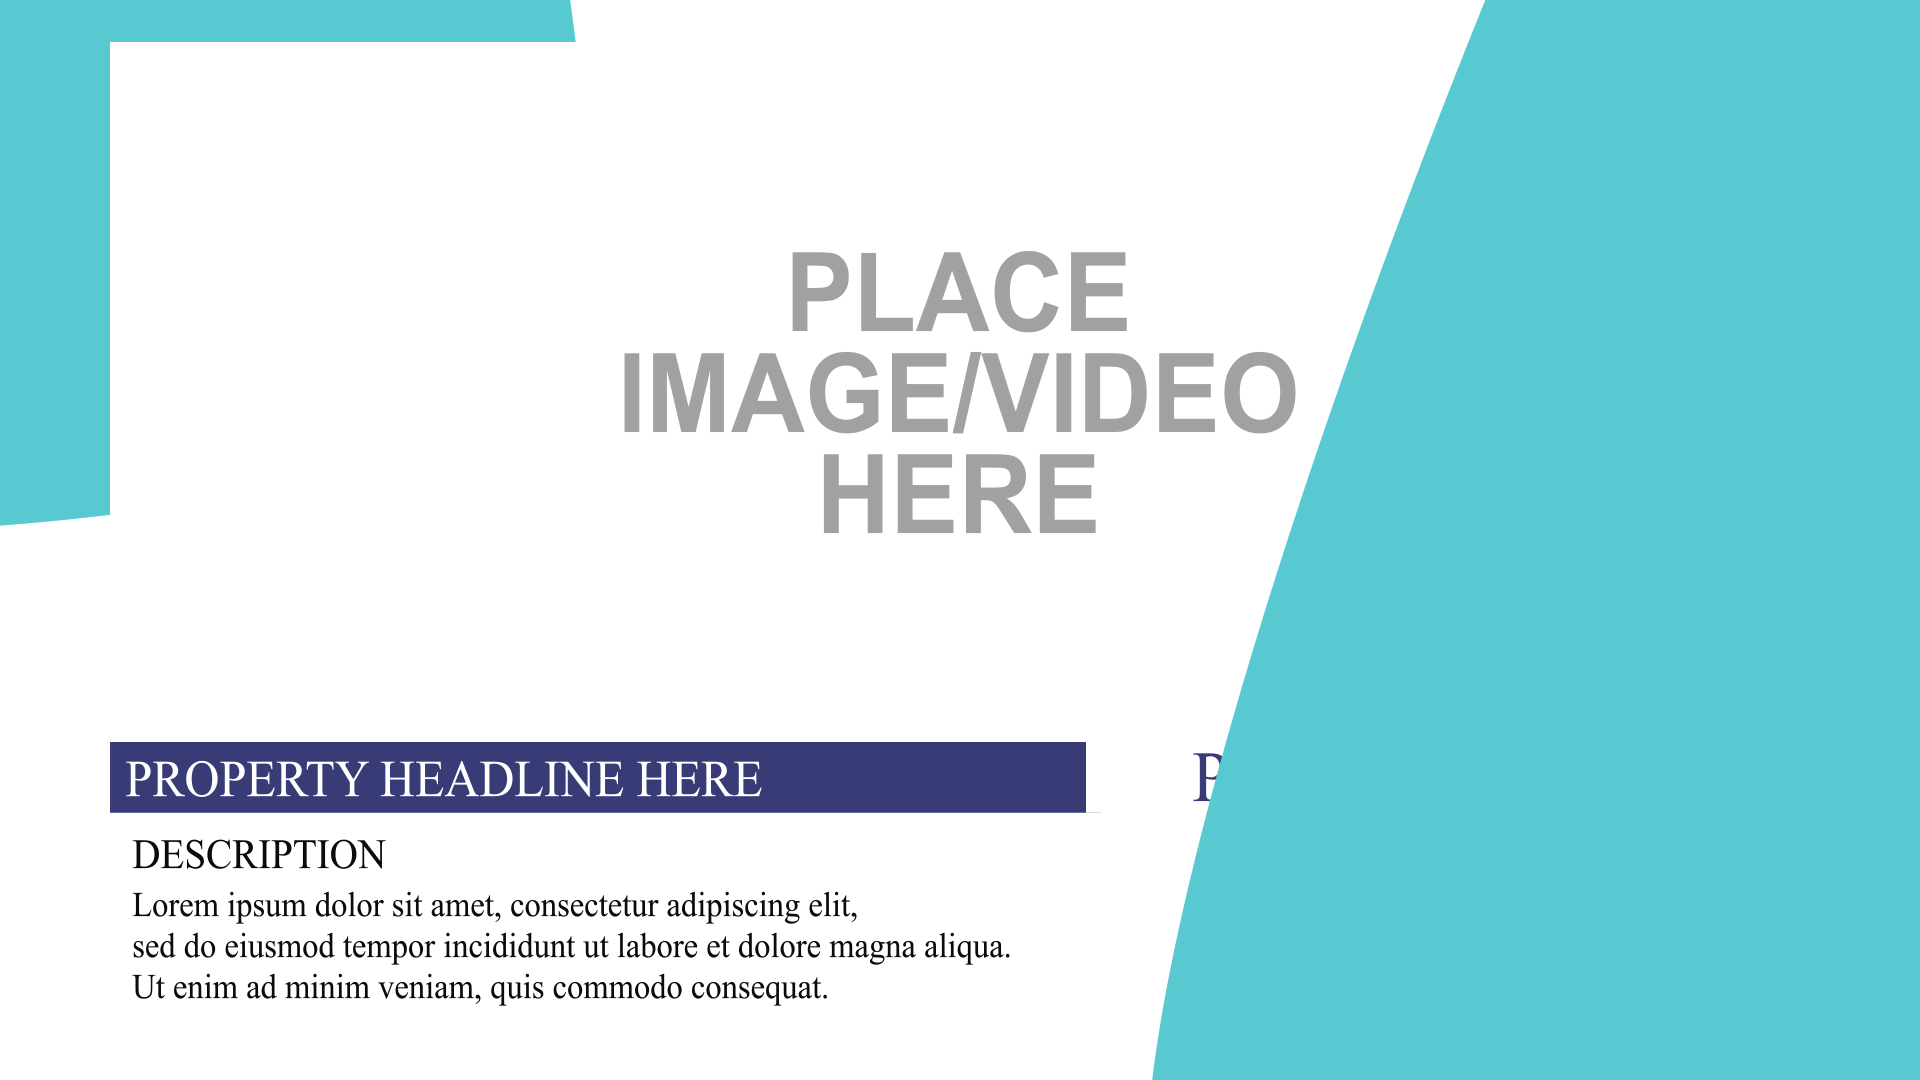 PLACE
IMAGE/VIDEO
HERE
PROPERTY HEADLINE HERE
P
DESCRIPTION
Lorem ipsum dolor sit amet, consectetur adipiscing elit,
sed do eiusmod tempor incididunt ut labore et dolore magna aliqua.
Ut enim ad minim veniam, quis commodo consequat.